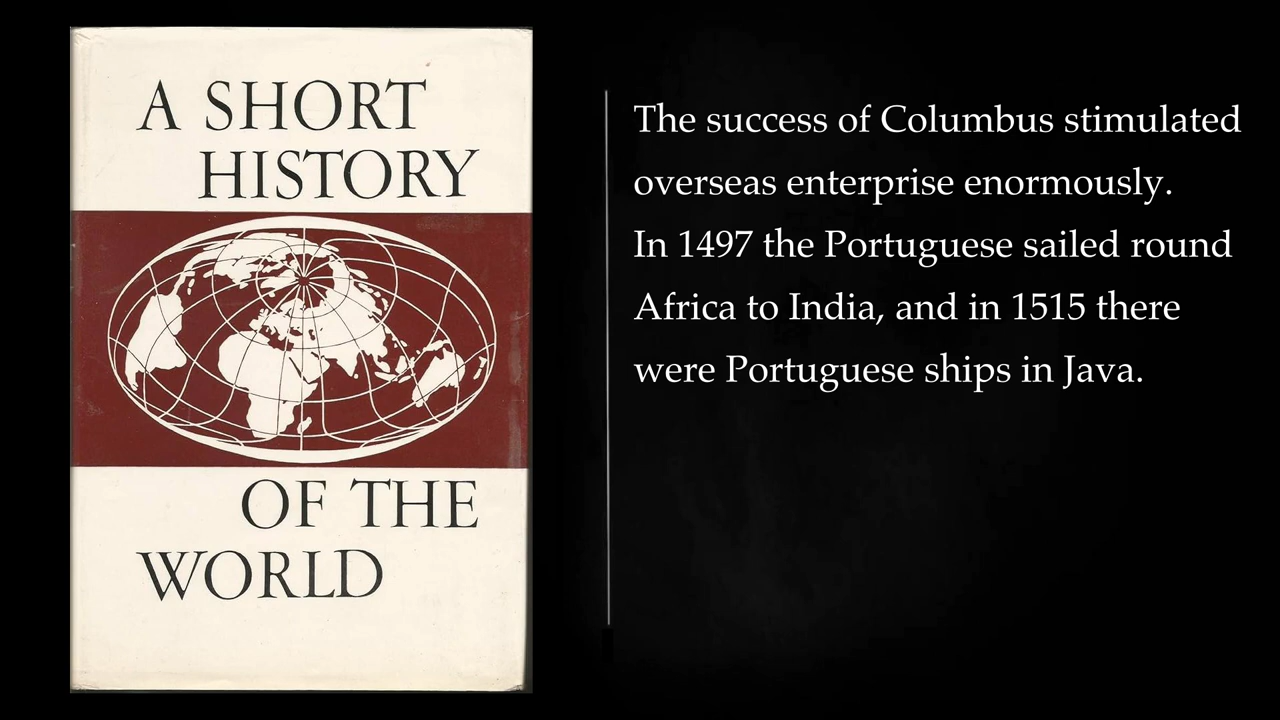 A SHORT
HISTORY
OF THE
WORLD
The success of Columbus stimulated
overseas enterprise enormously.
In 1497 the Portuguese sailed round
Africa to India, and in 1515 there
were Portuguese ships in Java.